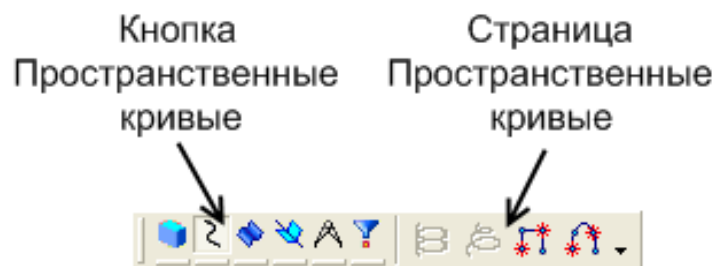 Кнопка
Пространственные
кривые
Страница
Пространственные
кривые